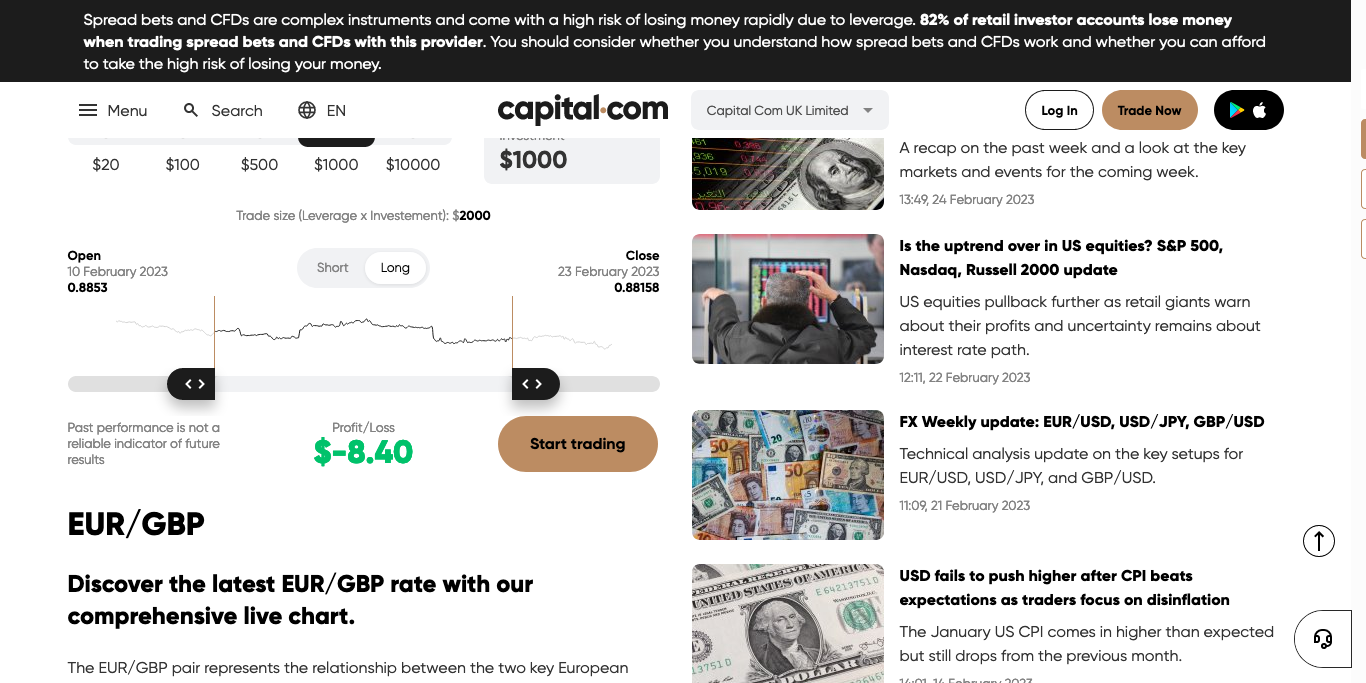 Spread bets and CFDs are complex instruments and come with a high risk of losing money rapidly due to leverage. 82% of retail investor accounts lose money
when trading spread bets and CFDs with this provider. You should consider whether you understand how spread bets and CFDs work and whether you can afford
to take the high risk of losing your money.
Menu
Search
EN
capital.com
Capital Com UK Limited
Log In
Trade Now
$20
$100
$500
$1000
$10000
Investment
$1000
Trade size (Leverage x Investement): $2000
Open
10 February 2023
0.8853
Short
Long
Close
23 February 2023
0.88158
Past performance is not a
reliable indicator of future
results
Profit/Loss
$-8.40
Start trading
EUR/GBP
Discover the latest EUR/GBP rate with our
comprehensive live chart.
The EUR/GBP pair represents the relationship between the two key European
A recap on the past week and a look at the key
markets and events for the coming week.
13:49, 24 February 2023
Is the uptrend over in US equities? S&P 500,
Nasdaq, Russell 2000 update
US equities pullback further as retail giants warn
about their profits and uncertainty remains about
interest rate path.
12:11, 22 February 2023
FX Weekly update: EUR/USD, USD/JPY, GBP/USD
Technical analysis update on the key setups for
EUR/USD, USD/JPY, and GBP/USD.
11:09, 21 February 2023
USD fails to push higher after CPI beats
expectations as traders focus on disinflation
The January US CPI comes in higher than expected
but still drops from the previous month.
14:01, 14 February 2023